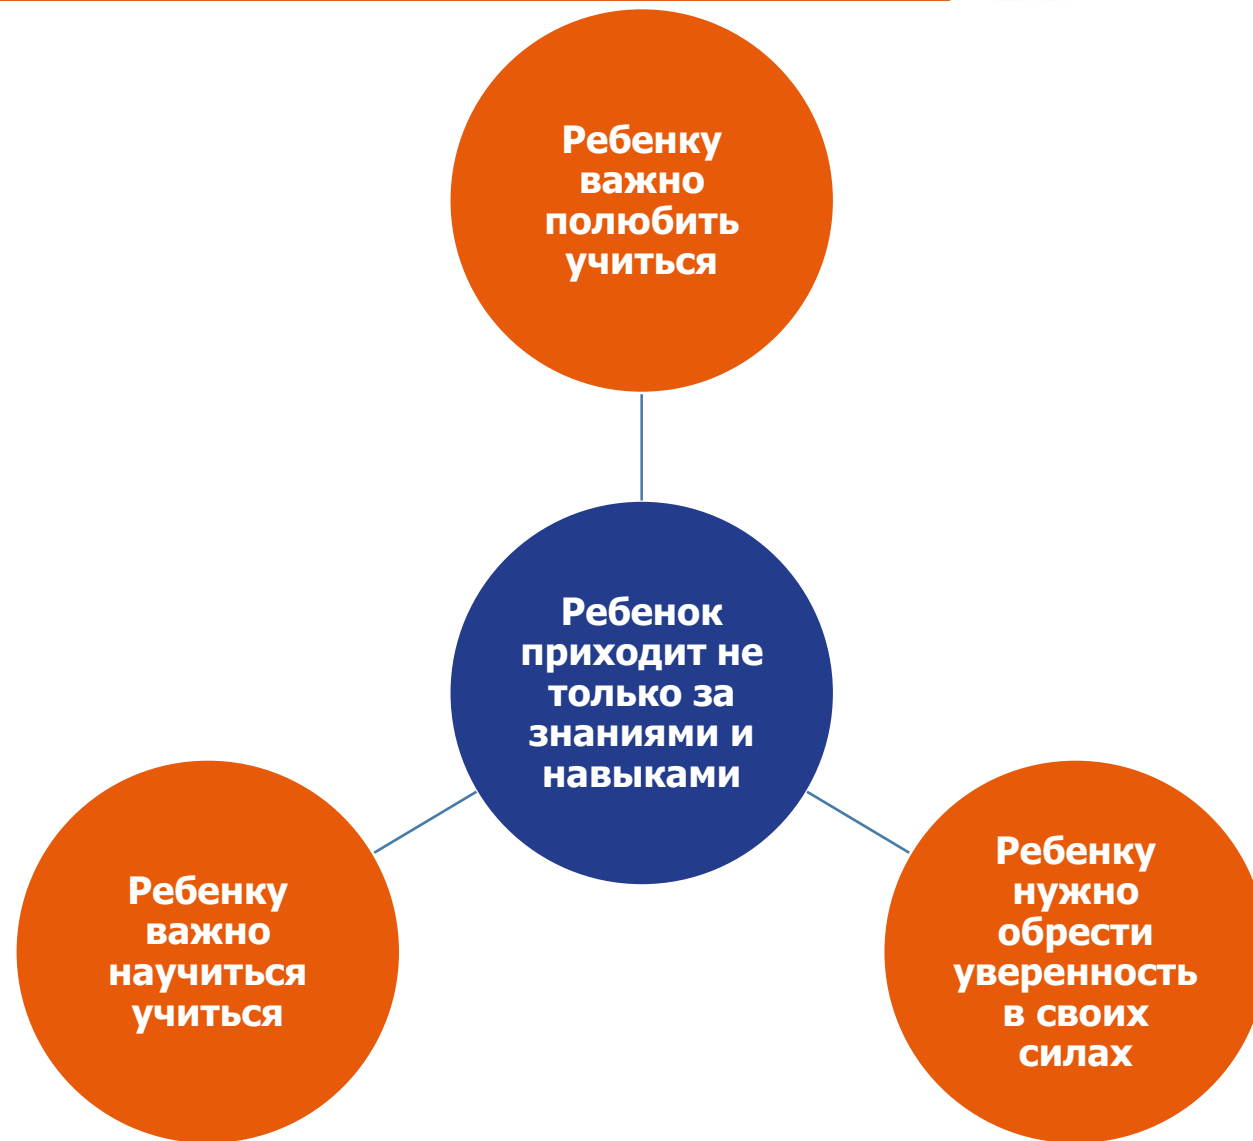 Ребенку
важно
полюбить
учиться
Ребенок
приходит не
только за
знаниями и
навыками
Ребенку
важно
научиться
учиться
Ребенку
нужно
обрести
уверенность
в своих
силах